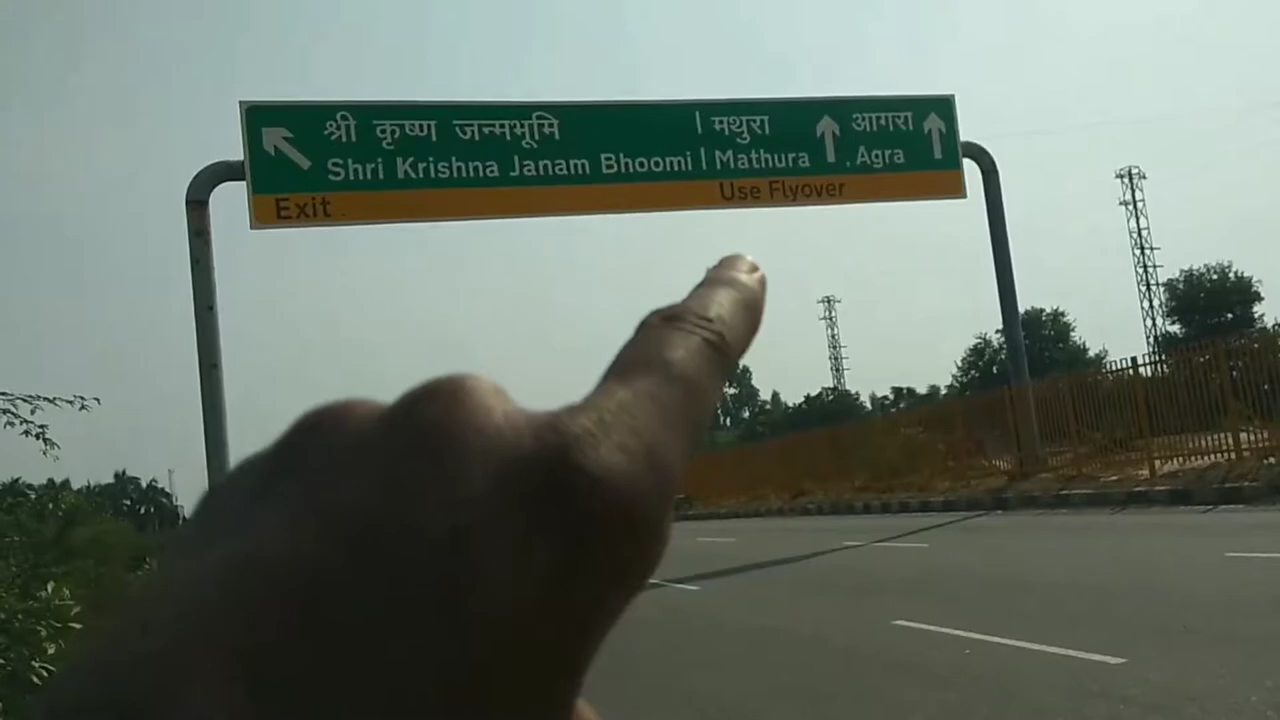 श्री कृष्ण जन्मभूमि | मथुरा आगरा
Shri Krishna Janam Bhoomi | Mathura Agra
Exit Use Flyover